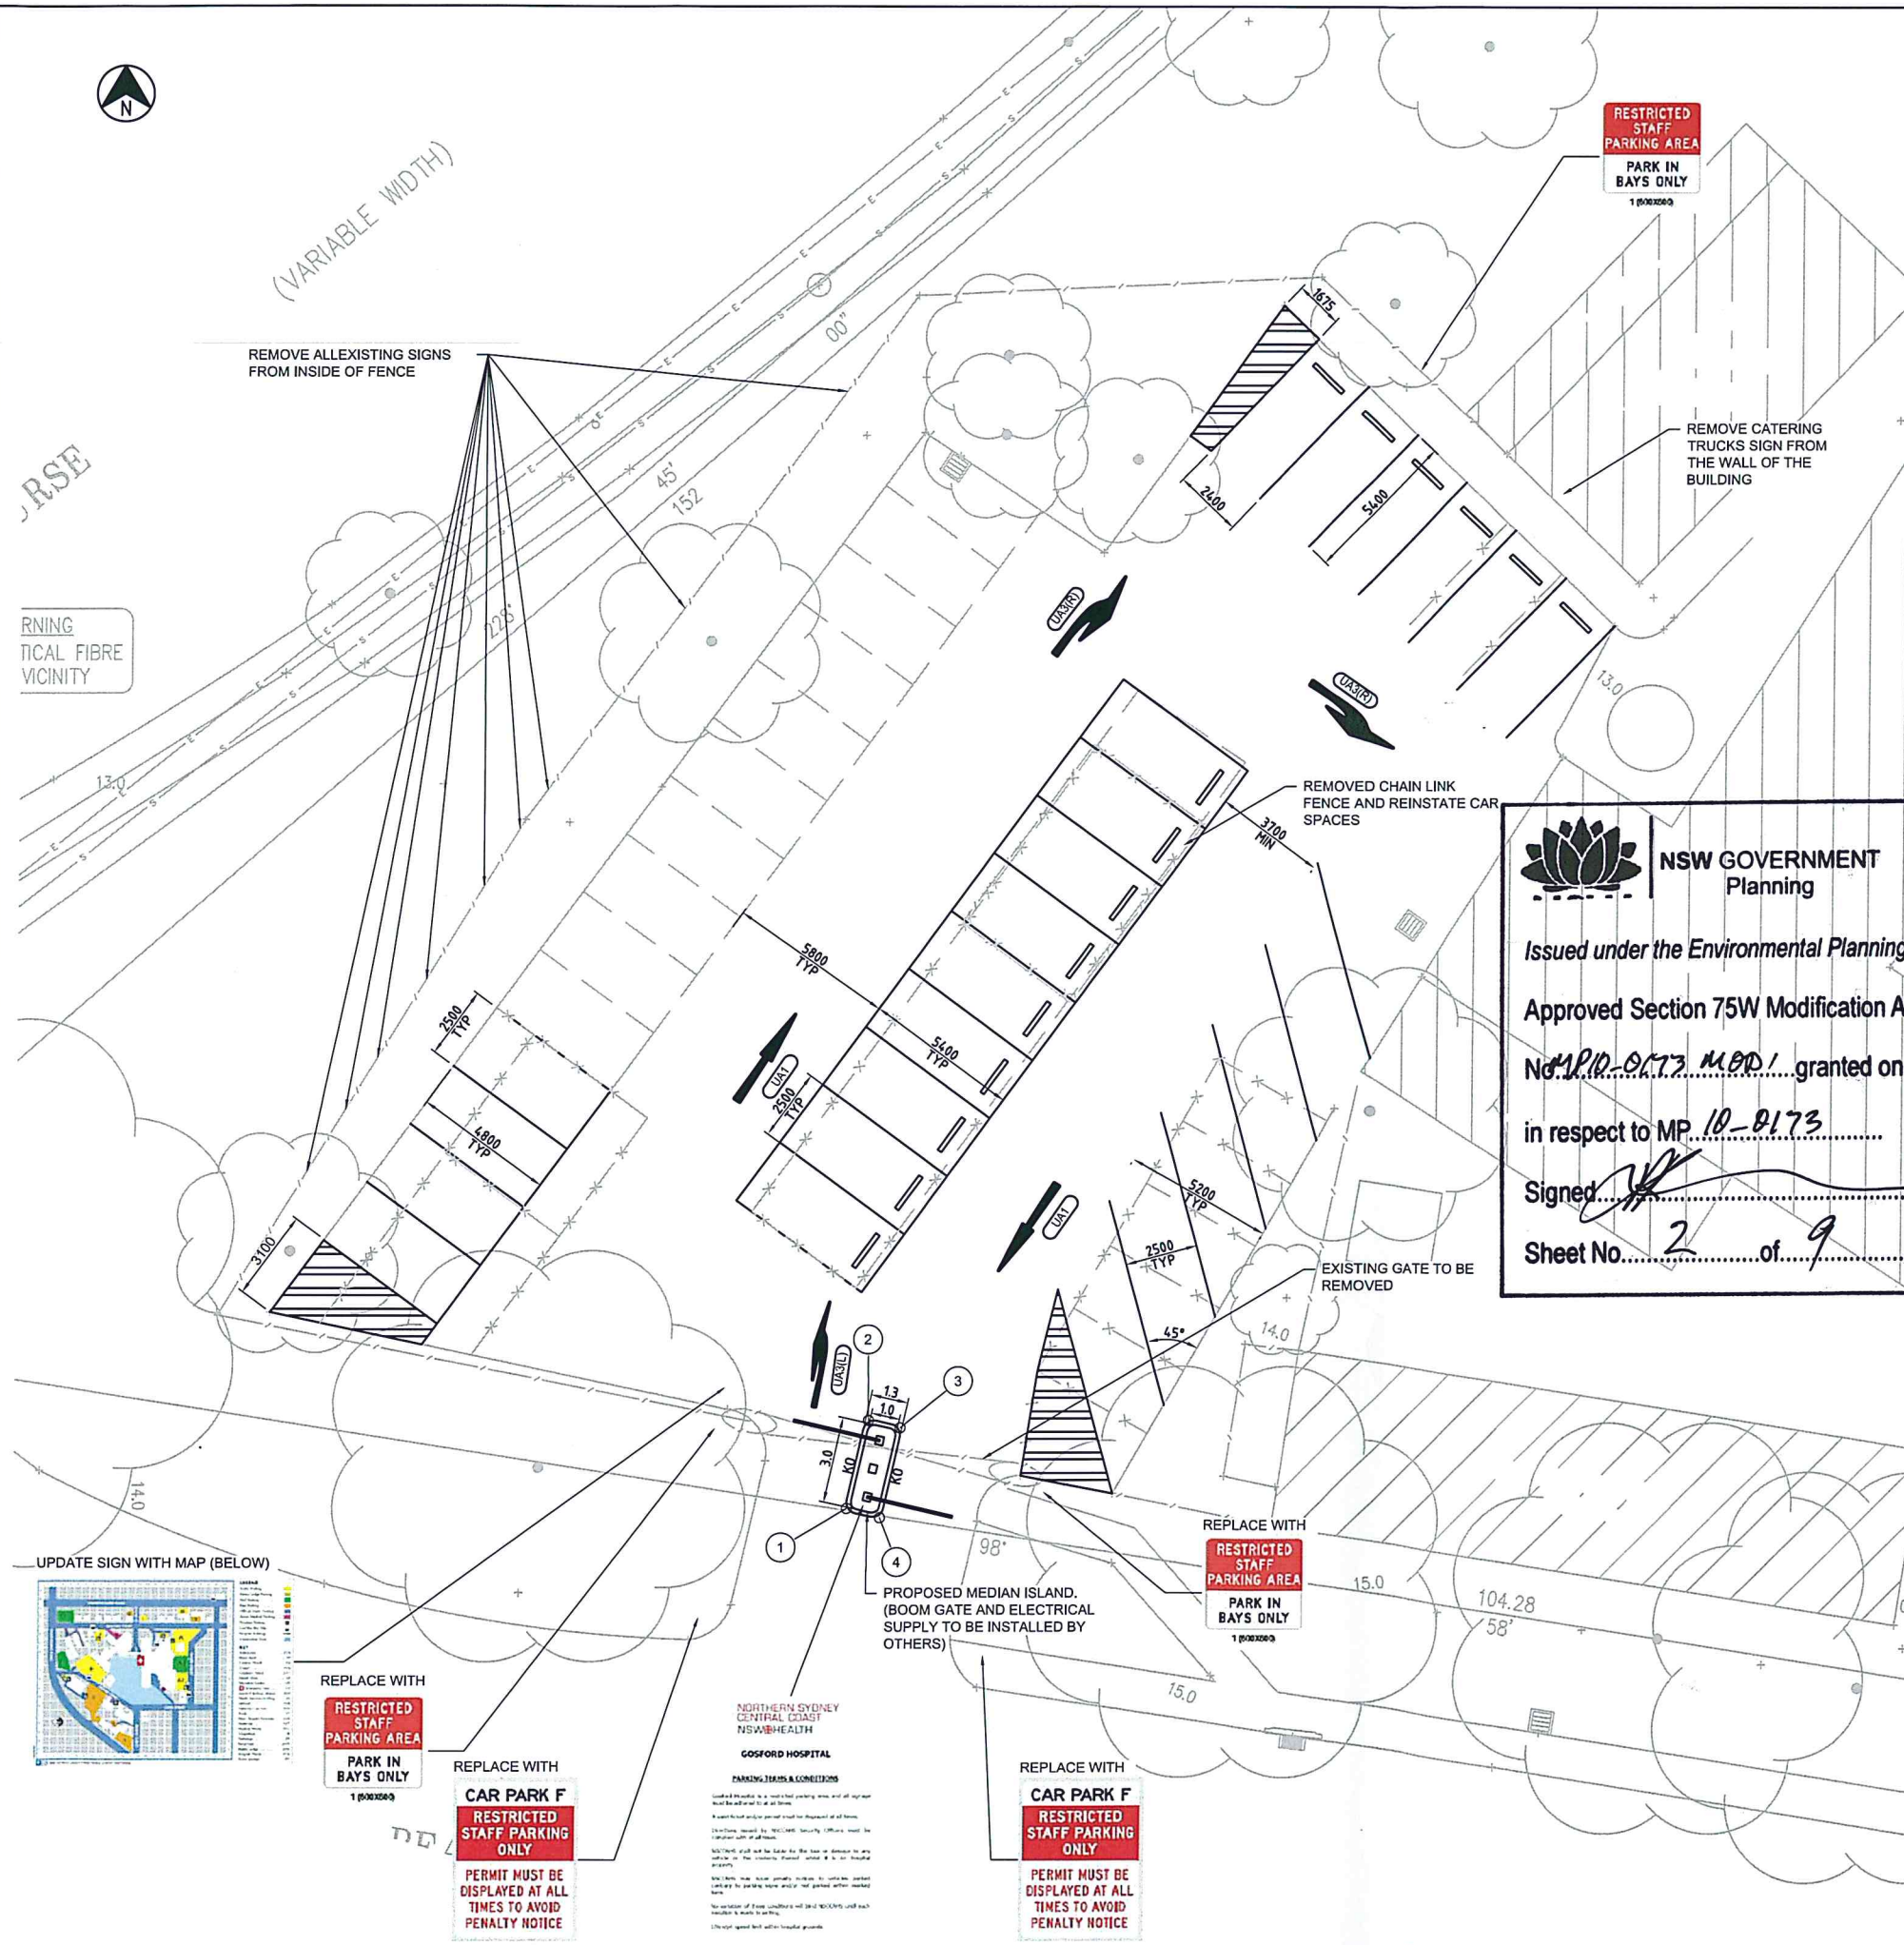 N
(VARIABLE WIDTH)
RESTRICTED
STAFF
PARKING AREA
PARK IN
BAYS ONLY
1 (600X600)
REMOVE ALLEXISTING SIGNS
FROM INSIDE OF FENCE
00"
45'
152
228°
1675
2400
5400
REMOVE CATERING
TRUCKS SIGN FROM
THE WALL OF THE
BUILDING
RNING
TICAL FIBRE
VICINITY
13.0
13.0
UA3(R)
UA3(R)
REMOVED CHAIN LINK
FENCE AND REINSTATE CAR
SPACES
3700
MIN
NSW GOVERNMENT
Planning
Issued under the Environmental Planning
Approved Section 75W Modification A
No MP10-0173 MOD1 granted on
in respect to MP 10-0173
Signed
Sheet No. 2 of 9
5800
TYP
2500
TYP
5400
TYP
UA1
2500
TYP
4800
TYP
3100
UA1
5200
TYP
2500
TYP
45°
EXISTING GATE TO BE
REMOVED
14.0
UA3(L)
2
3
1.3
1.0
3.0
KO
KO
1
4
14.0
98°
PROPOSED MEDIAN ISLAND.
(BOOM GATE AND ELECTRICAL
SUPPLY TO BE INSTALLED BY
OTHERS)
REPLACE WITH
RESTRICTED
STAFF
PARKING AREA
PARK IN
BAYS ONLY
1 (600X600)
15.0
104.28
58'
15.0
UPDATE SIGN WITH MAP (BELOW)
REPLACE WITH
RESTRICTED
STAFF
PARKING AREA
PARK IN
BAYS ONLY
1 (600X600)
REPLACE WITH
CAR PARK F
RESTRICTED
STAFF PARKING
ONLY
PERMIT MUST BE
DISPLAYED AT ALL
TIMES TO AVOID
PENALTY NOTICE
NORTHERN SYDNEY
CENTRAL COAST
NSW HEALTH
GOSFORD HOSPITAL
PARKING TERMS & CONDITIONS
REPLACE WITH
CAR PARK F
RESTRICTED
STAFF PARKING
ONLY
PERMIT MUST BE
DISPLAYED AT ALL
TIMES TO AVOID
PENALTY NOTICE